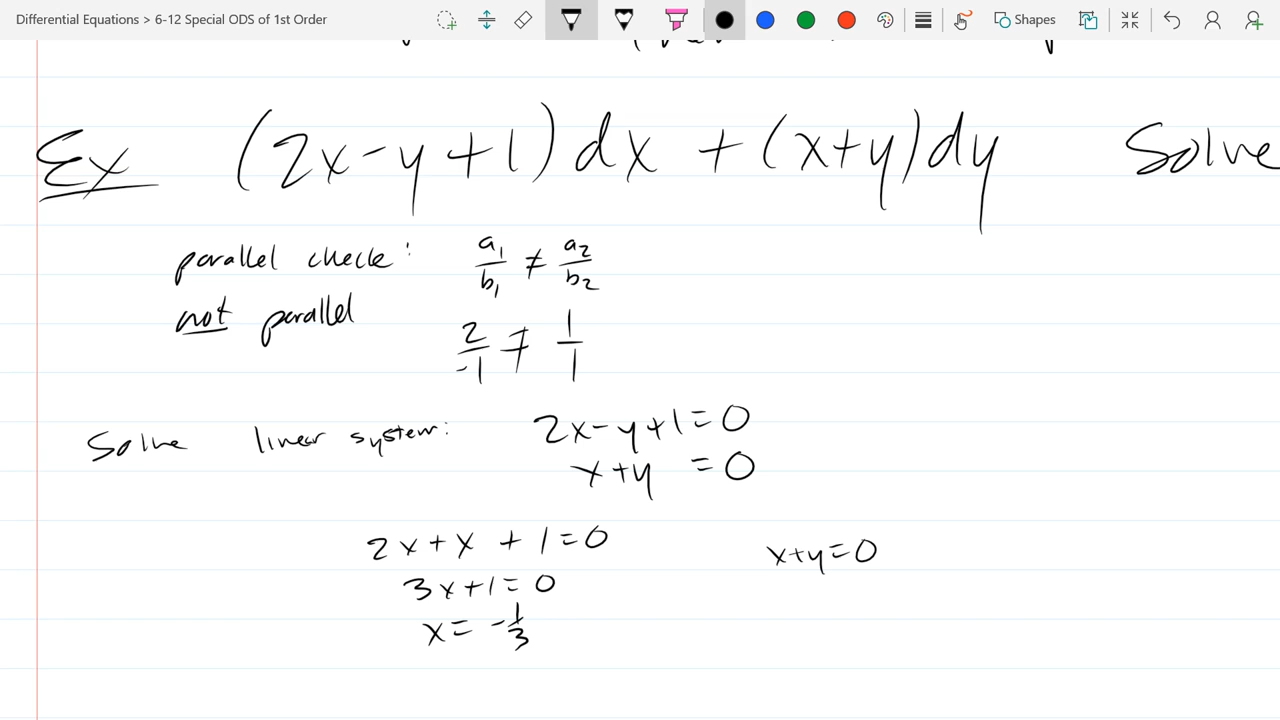 Differential Equations > 6-12 Special ODS of 1st Order
Shapes
Ex (2x-y+1)dx + (x+y)dy Solve
parallel check: a₁/b₁ ≠ a₂/b₂
not parallel 2/-1 ≠ 1/1
Solve linear system: 2x-y+1=0
x+y =0
2x+x+1=0 x+y=0
3x+1=0
x=-1/3